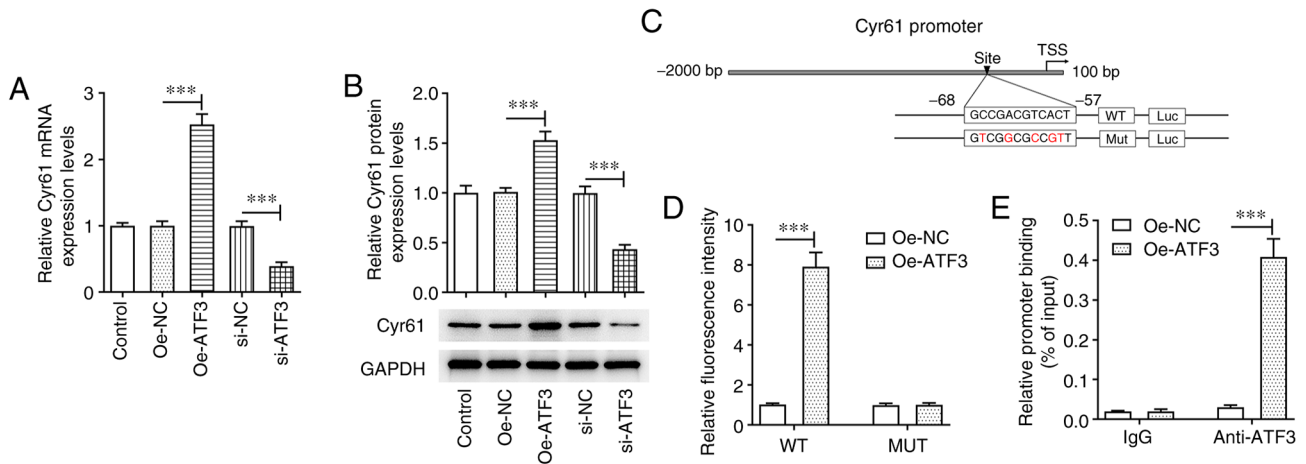 A
Relative Cyr61 mRNA
expression levels
3
2
1
0
***
***
Control
Oe-NC
Oe-ATF3
si-NC
si-ATF3
B
Relative Cyr61 protein
expression levels
2.0
1.5
1.0
0.5
0.0
***
***
Cyr61
GAPDH
Control
Oe-NC
Oe-ATF3
si-NC
si-ATF3
C
Cyr61 promoter
−2000 bp
Site
TSS
100 bp
−68
−57
GCCGACGTCACT
WT
Luc
GTCGGCGCCGTT
Mut
Luc
D
Relative fluorescence intensity
10
8
6
4
2
0
***
Oe-NC
Oe-ATF3
WT
MUT
E
Relative promoter binding
(% of input)
0.5
0.4
0.3
0.2
0.1
0.0
Oe-NC
Oe-ATF3
***
IgG
Anti-ATF3